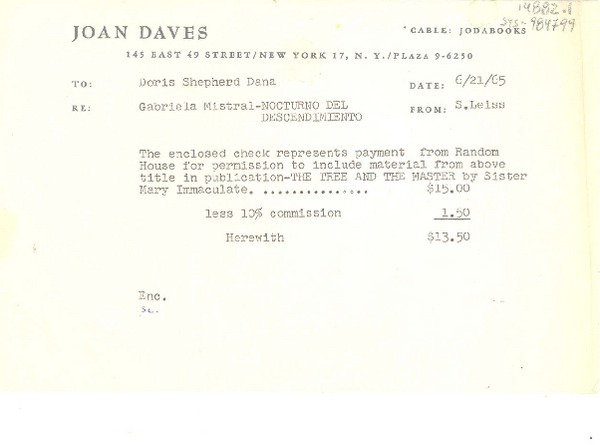 14882.1
sys-984799
JOAN DAVES
CABLE: JODABOOKS
145 EAST 49 STREET/NEW YORK 17, N. Y./PLAZA 9-6250
TO: Doris Shepherd Dana DATE: 6/21/65
RE: Gabriela Mistral-NOCTURNO DEL FROM: S.Leiss
DESCENDIMIENTO
The enclosed check represents payment from Random
House for permission to include material from above
title in publication-THE TREE AND THE MASTER by Sister
Mary Immaculate. ............... $15.00
less 10% commission 1.50
Herewith $13.50
Enc.